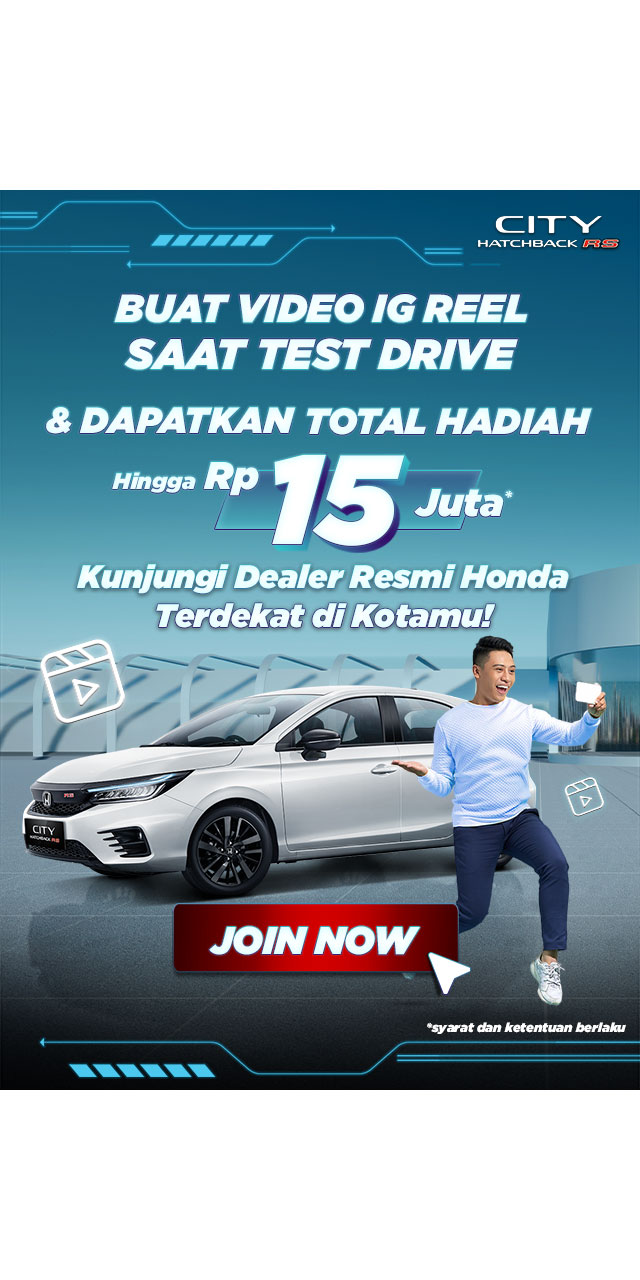 CITY
HATCHBACK RS
BUAT VIDEO IG REEL
SAAT TEST DRIVE
& DAPATKAN TOTAL HADIAH
Hingga Rp 15 Juta*
Kunjungi Dealer Resmi Honda
Terdekat di Kotamu!
RS
CITY
HATCHBACK RS
JOIN NOW
*syarat dan ketentuan berlaku